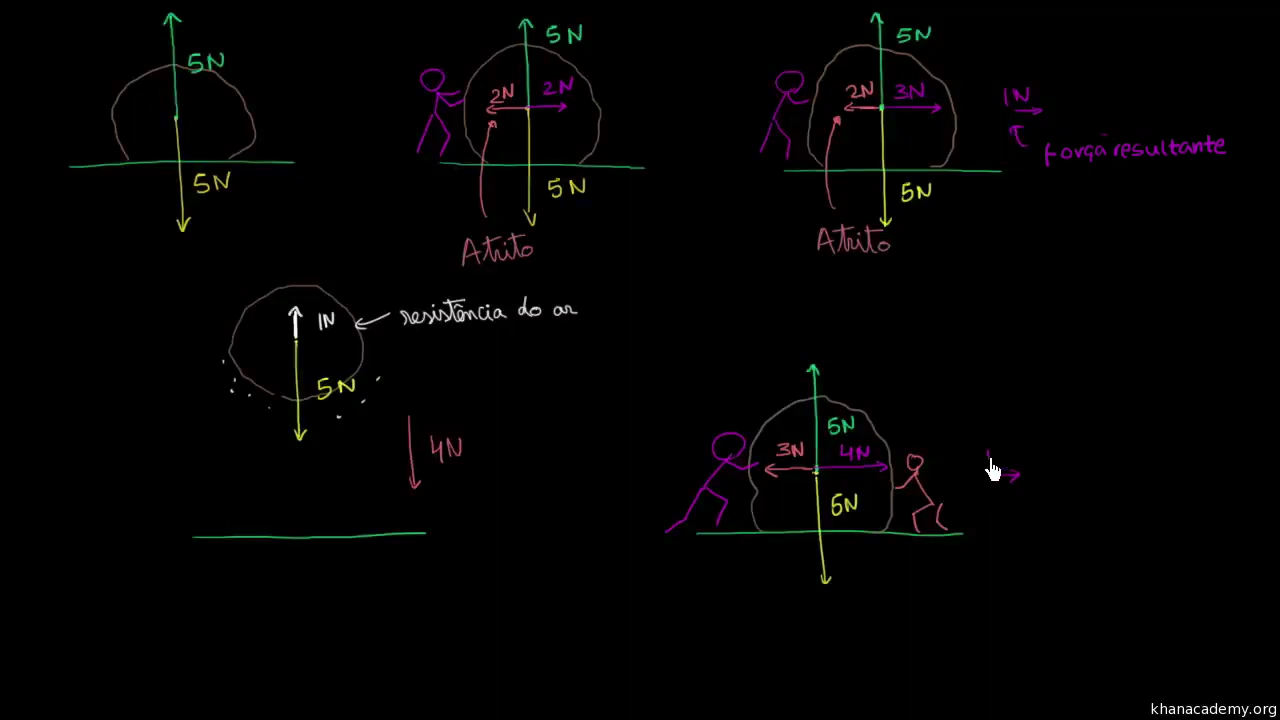 5N
5N
5N
2N
2N
5N
Atrito
5N
2N
3N
5N
Atrito
1N
Força resultante
1N
resistência do ar
5N
4N
5N
3N
4N
5N
khanacademy.org